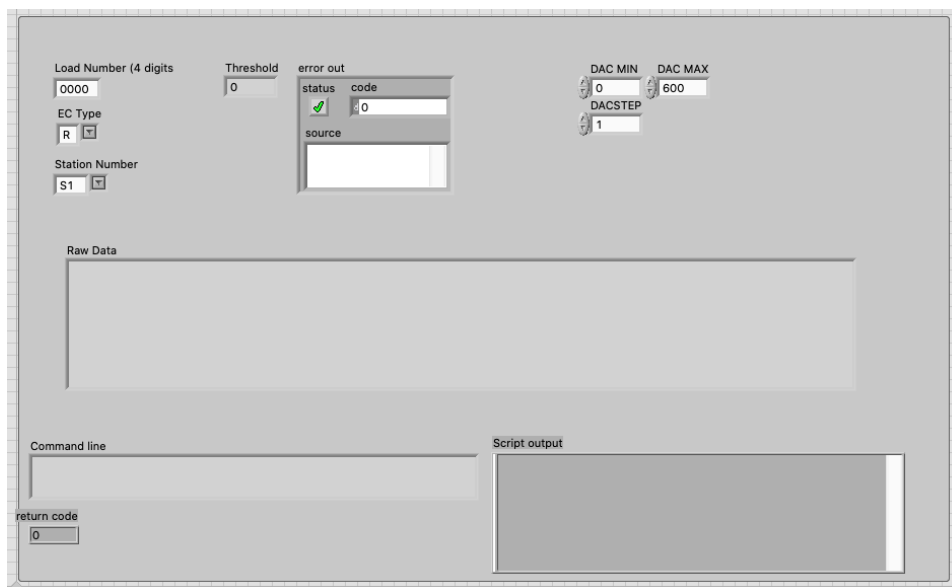 Load Number (4 digits
Threshold
error out
DAC MIN
DAC MAX
0000
0
status
code
0
600
0
EC Type
DACSTEP
R
1
source
Station Number
S1
Raw Data
Command line
Script output
return code
0